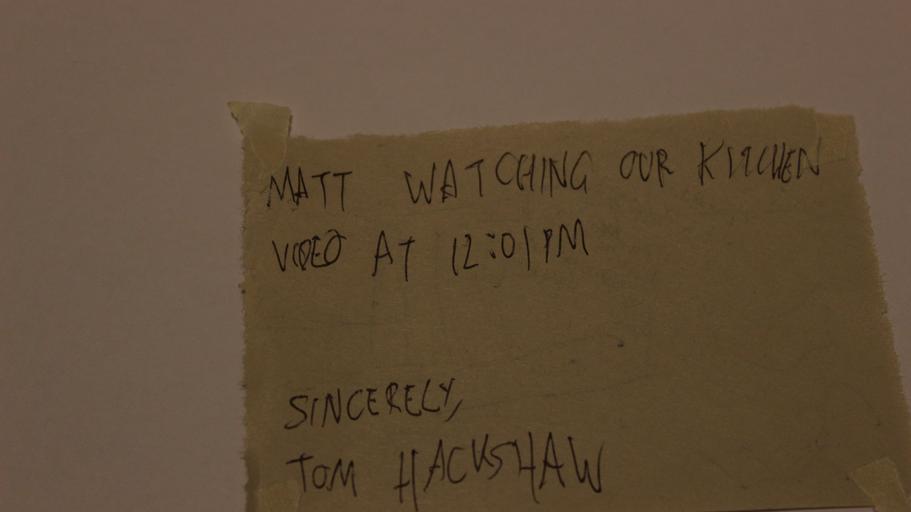 MATT WATCHING OUR KITCHEN
VIDEO AT 12:01PM
SINCERELY,
TOM HACKSHAW